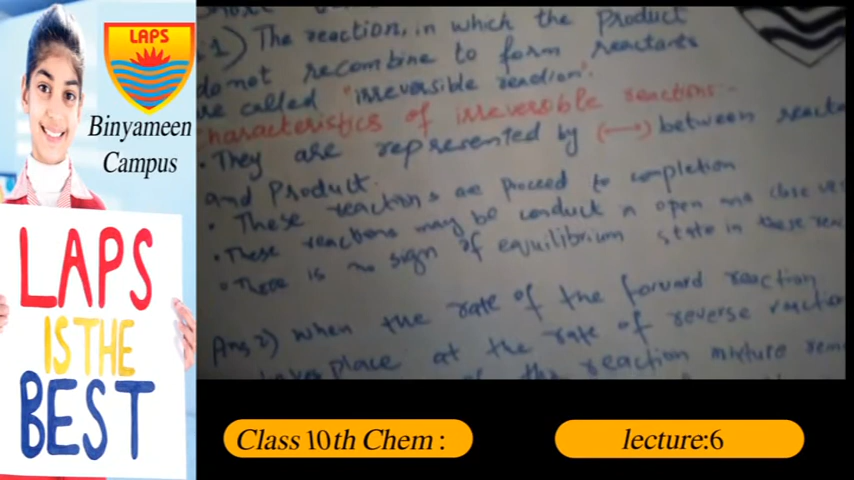 LAPS
Binyameen
Campus
LAPS
IS THE
BEST
1) The reaction, in which the Product
do not recombine to form reactants
are called "irreversible reaction".
Characteristics of irreversible reactions:-
• They are represented by (⟶) between
and Product.
• These reactions are proceed to completion
• These reactions may be conduct in open and close
• There is no sign of equilibrium state in these
Ans 2) When the rate of the forward reaction
takes place at the rate of reverse reaction
the reaction mixture
Class 10th Chem :
lecture:6